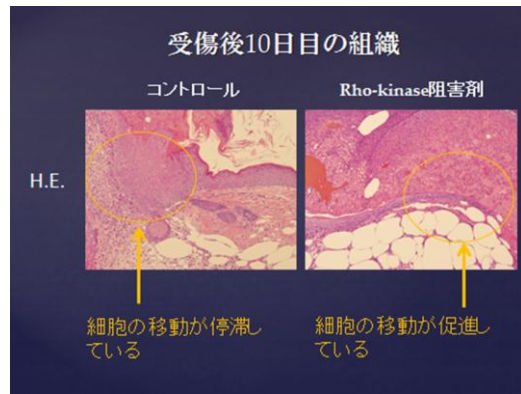 受傷後10日目の組織
コントロール
Rho-kinase阻害剤
H.E.
細胞の移動が停滞し
ている
細胞の移動が促進し
ている